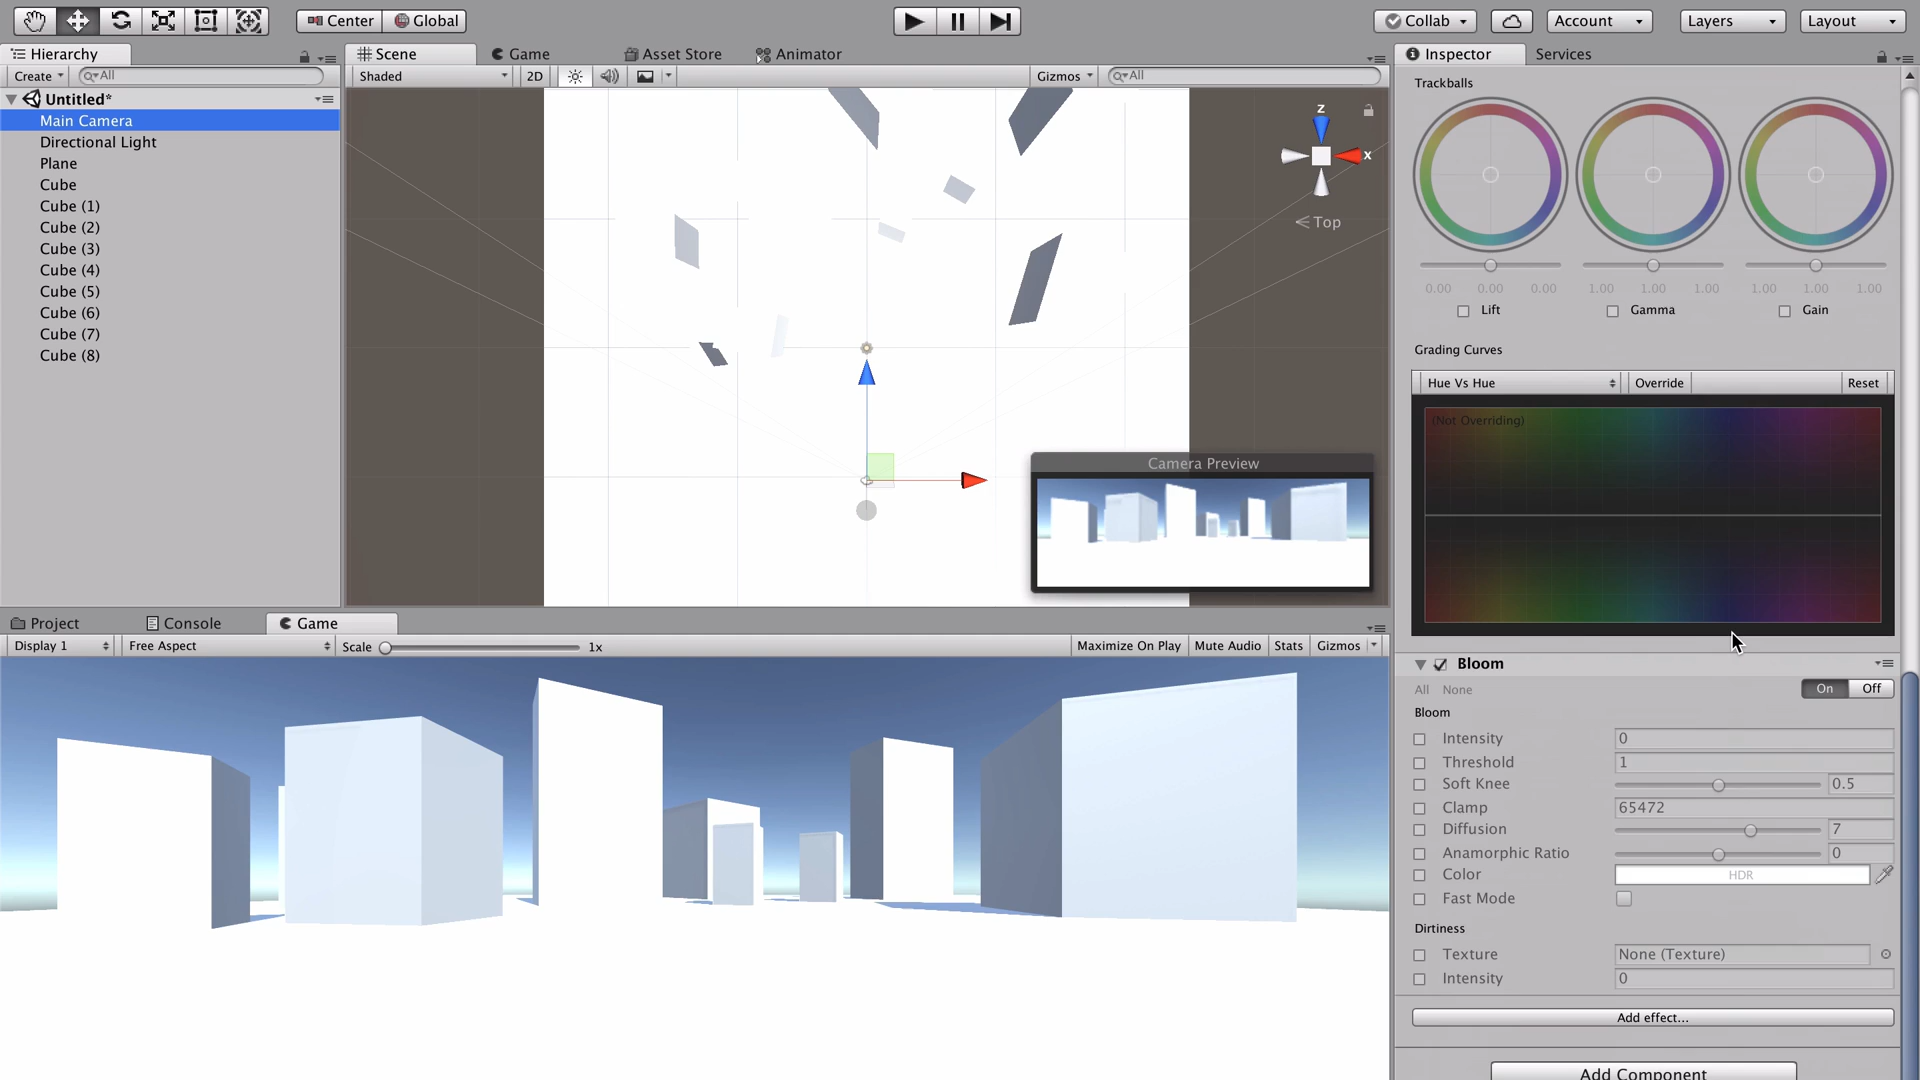 Center Global Collab Account Layers Layout
Hierarchy Scene Game Asset Store Animator Inspector Services
Create All Shaded 2D Gizmos All
Trackballs
Untitled*
Main Camera
Directional Light
Plane
Cube
Cube (1)
Cube (2)
Cube (3)
Cube (4)
Cube (5)
Cube (6)
Cube (7)
Cube (8)
z
x
Top
Camera Preview
0.00 0.00 0.00 1.00 1.00 1.00 1.00 1.00 1.00
Lift Gamma Gain
Grading Curves
Hue Vs Hue Override Reset
(Not Overriding)
Project Console Game
Display 1 Free Aspect Scale 1x Maximize On Play Mute Audio Stats Gizmos
Bloom
All None On Off
Bloom
Intensity 0
Threshold 1
Soft Knee 0.5
Clamp 65472
Diffusion 7
Anamorphic Ratio 0
Color HDR
Fast Mode
Dirtiness
Texture None (Texture)
Intensity 0
Add effect...
Add Component